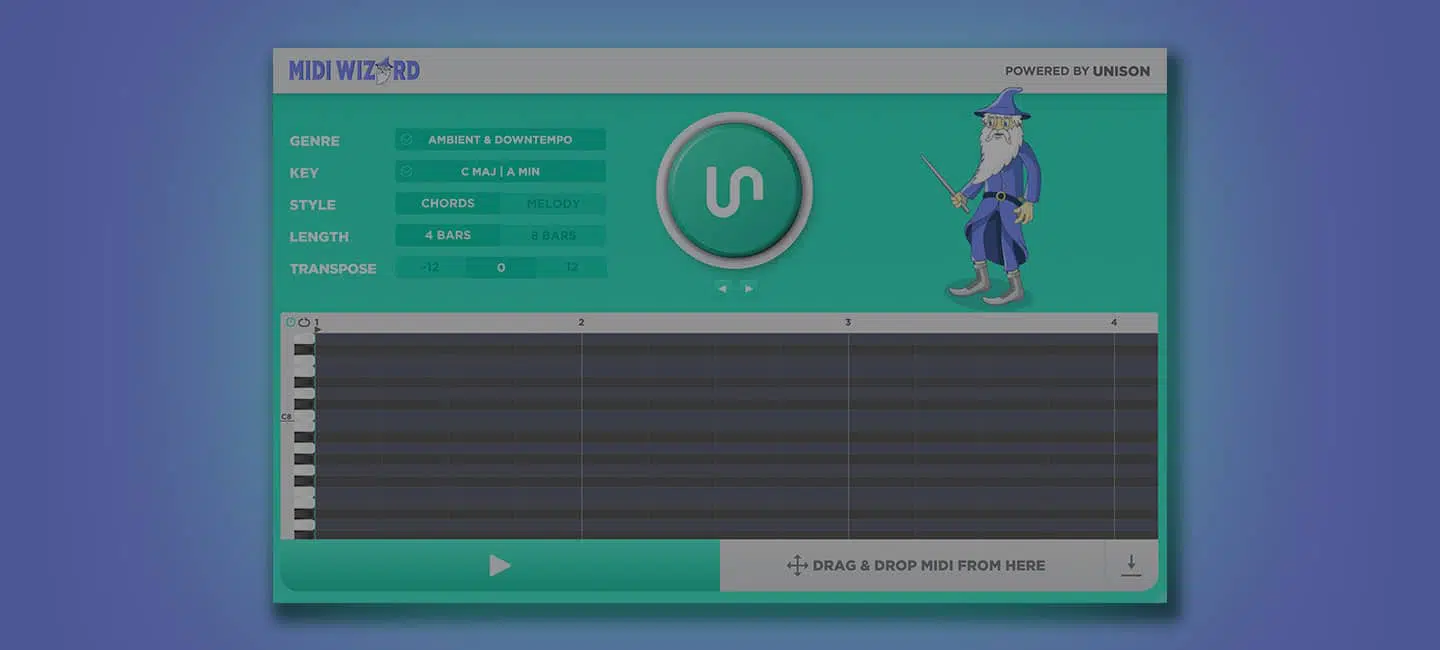 MIDI WIZARD
POWERED BY UNISON
GENRE AMBIENT & DOWNTEMPO
KEY C MAJ | A MIN
STYLE CHORDS MELODY
LENGTH 4 BARS 8 BARS
TRANSPOSE -12 0 12
1 2 3 4
C8
DRAG & DROP MIDI FROM HERE